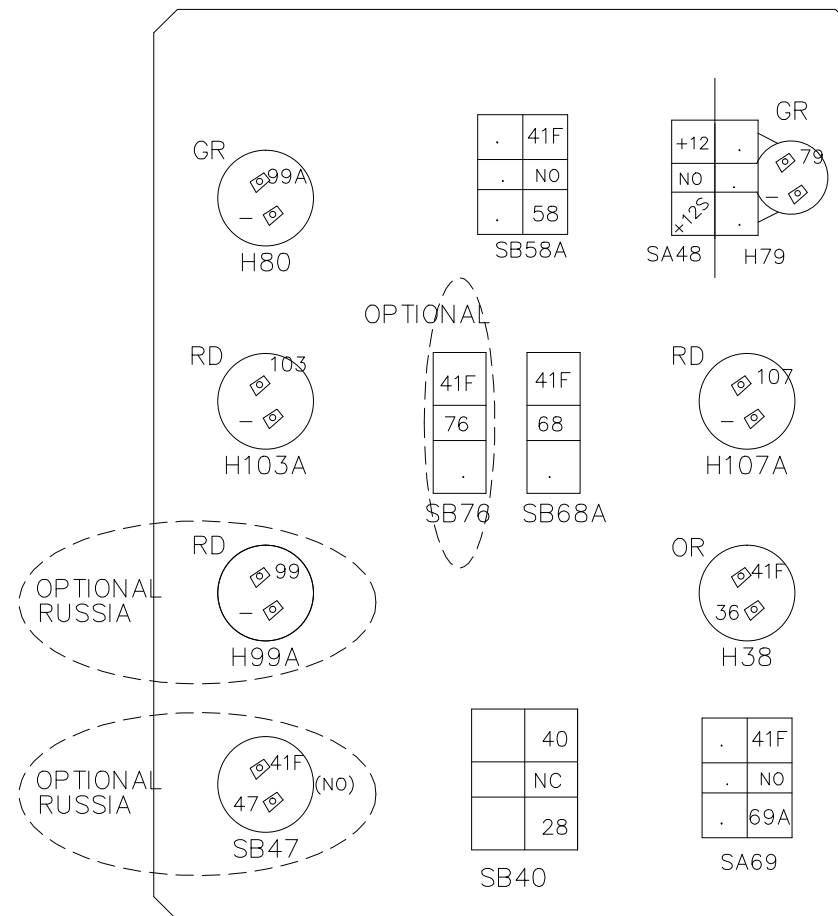 GR
99A
–
H80
41F
NO
58
SB58A
GR
+12
NO
+12S
79
–
SA48
H79
OPTIONAL
RD
103
–
H103A
41F
76
SB76
41F
68
SB68A
RD
107
–
H107A
OPTIONAL
RUSSIA
RD
99
–
H99A
OR
41F
36
H38
OPTIONAL
RUSSIA
41F
47
(NO)
SB47
40
NC
28
SB40
41F
NO
69A
SA69